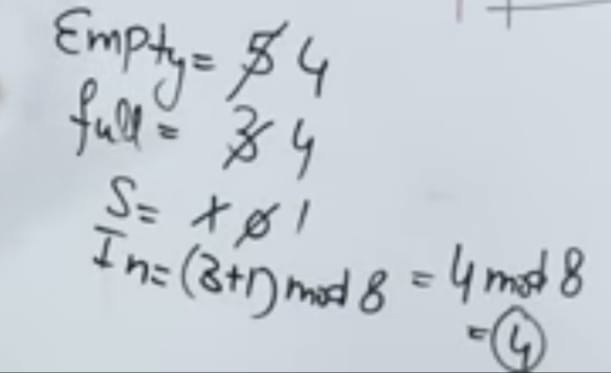 Empty = 5 4
full = 3 4
S = 1 0 1
In = (3+1) mod 8 = 4 mod 8
= 4